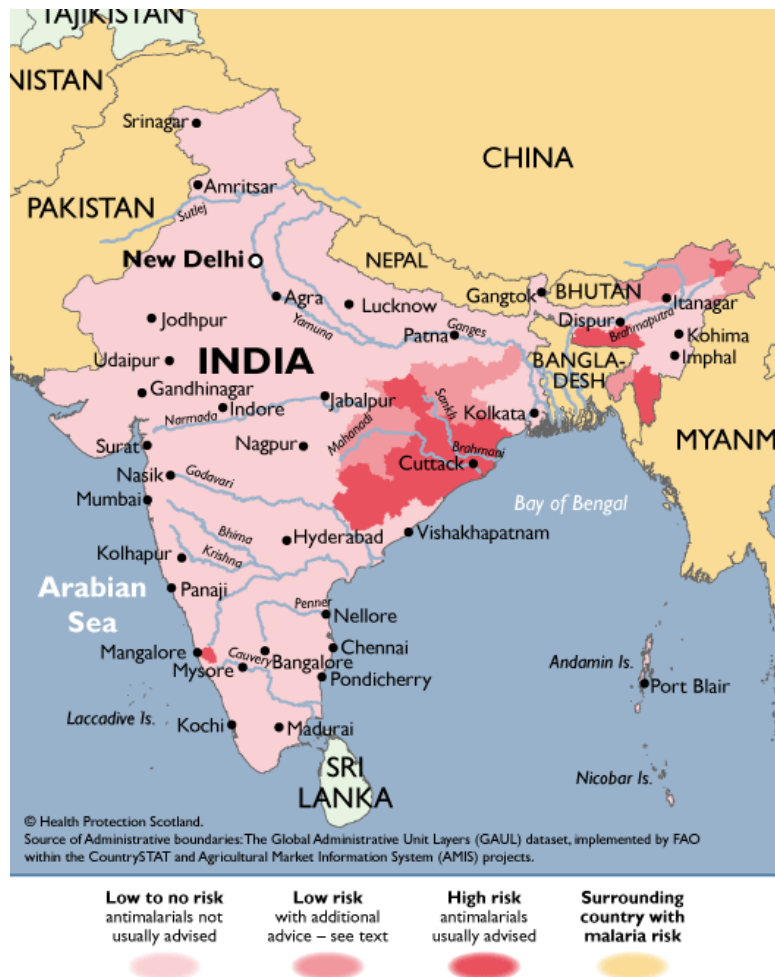 TAJIKISTAN
NISTAN
Srinagar
CHINA
Amritsar
PAKISTAN
Sutlej
New Delhi
NEPAL
Gangtok
BHUTAN
Agra
Lucknow
Itanagar
Jodhpur
Yamuna
Patna
Ganges
Dispur
Brahmaputra
Kohima
Udaipur
INDIA
BANGLA-
DESH
Imphal
Gandhinagar
Jabalpur
Indore
Narmada
Sankh
Kolkata
Surat
Nagpur
Mahanadi
Brahmani
MYANM
Nasik
Godavari
Cuttack
Mumbai
Bay of Bengal
Bhima
Hyderabad
Vishakhapatnam
Kolhapur
Krishna
Arabian
Sea
Panaji
Penner
Nellore
Mangalore
Cauvery
Bangalore
Chennai
Mysore
Pondicherry
Andamin Is.
Port Blair
Laccadive Is.
Kochi
Madurai
SRI
LANKA
Nicobar Is.
© Health Protection Scotland.
Source of Administrative boundaries: The Global Administrative Unit Layers (GAUL) dataset, implemented by FAO
within the CountrySTAT and Agricultural Market Information System (AMIS) projects.
Low to no risk
antimalarials not
usually advised
Low risk
with additional
advice – see text
High risk
antimalarials
usually advised
Surrounding
country with
malaria risk